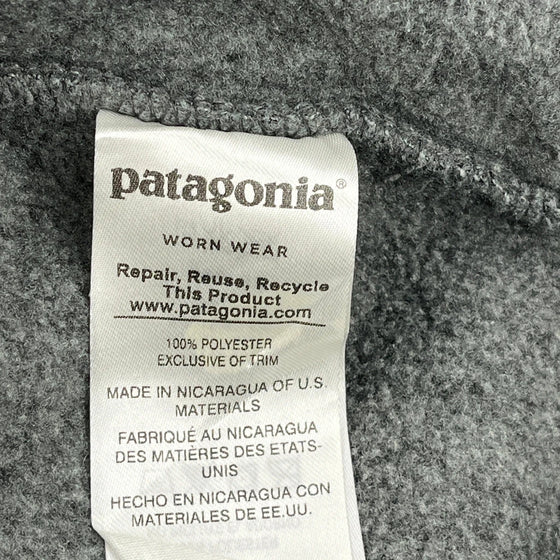 patagonia®
WORN WEAR
Repair, Reuse, Recycle
This Product
www.patagonia.com
100% POLYESTER
EXCLUSIVE OF TRIM
MADE IN NICARAGUA OF U.S.
MATERIALS
FABRIQUÉ AU NICARAGUA
DES MATIÈRES DES ETATS-
UNIS
HECHO EN NICARAGUA CON
MATERIALES DE EE.UU.